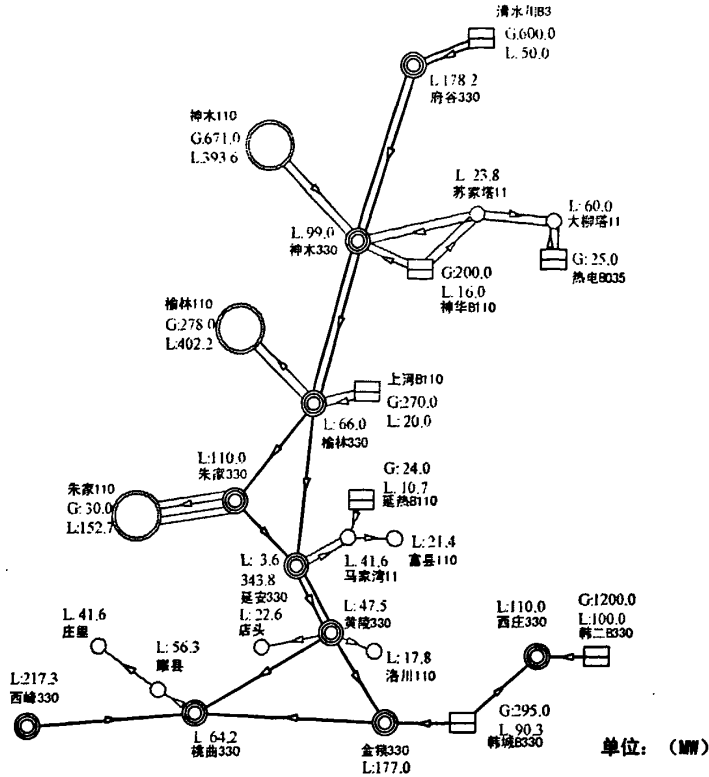 清水川B3
G:600.0
L: 50.0
L:178.2
府谷330
神木110
G:671.0
L:393.6
L: 23.8
苏家塔11
L: 60.0
大柳塔11
L: 99.0
神木330
G: 25.0
热电B035
G:200.0
L: 16.0
神华B110
榆林110
G:278.0
L:402.2
上河B110
G:270.0
L: 20.0
L: 66.0
榆林330
L:110.0
朱家330
G: 24.0
L: 10.7
延热B110
朱家110
G: 30.0
L:152.7
L: 21.4
富县110
L: 41.6
马家湾11
L: 3.6
343.8
延安330
L: 22.6
店头
L: 47.5
黄陵330
L: 41.6
庄里
L:110.0
西庄330
G:1200.0
L:100.0
韩二B330
L: 56.3
L: 17.8
洛川110
L:217.3
西峰330
G:295.0
L: 90.3
韩城B330
L: 64.2
桃曲330
金锁330
L:177.0
单位：（MW）